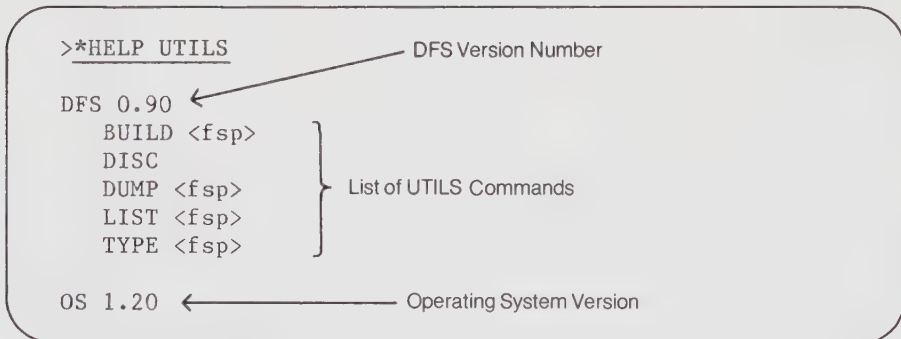 >*HELP UTILS
DFS Version Number
DFS 0.90
BUILD <fsp>
DISC
DUMP <fsp>
LIST <fsp>
TYPE <fsp>
List of UTILS Commands
OS 1.20
Operating System Version